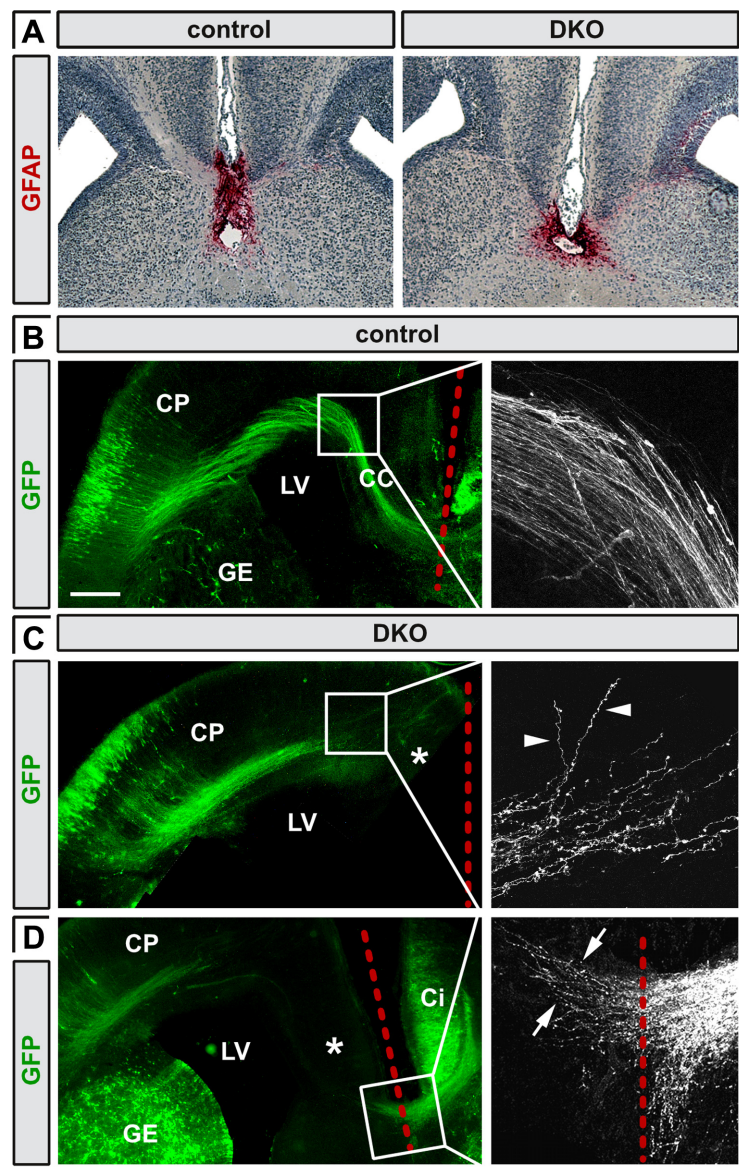 A
control
DKO
GFAP
B
control
GFP
CP
LV
CC
GE
C
DKO
GFP
CP
*
LV
D
GFP
CP
Ci
LV
*
GE